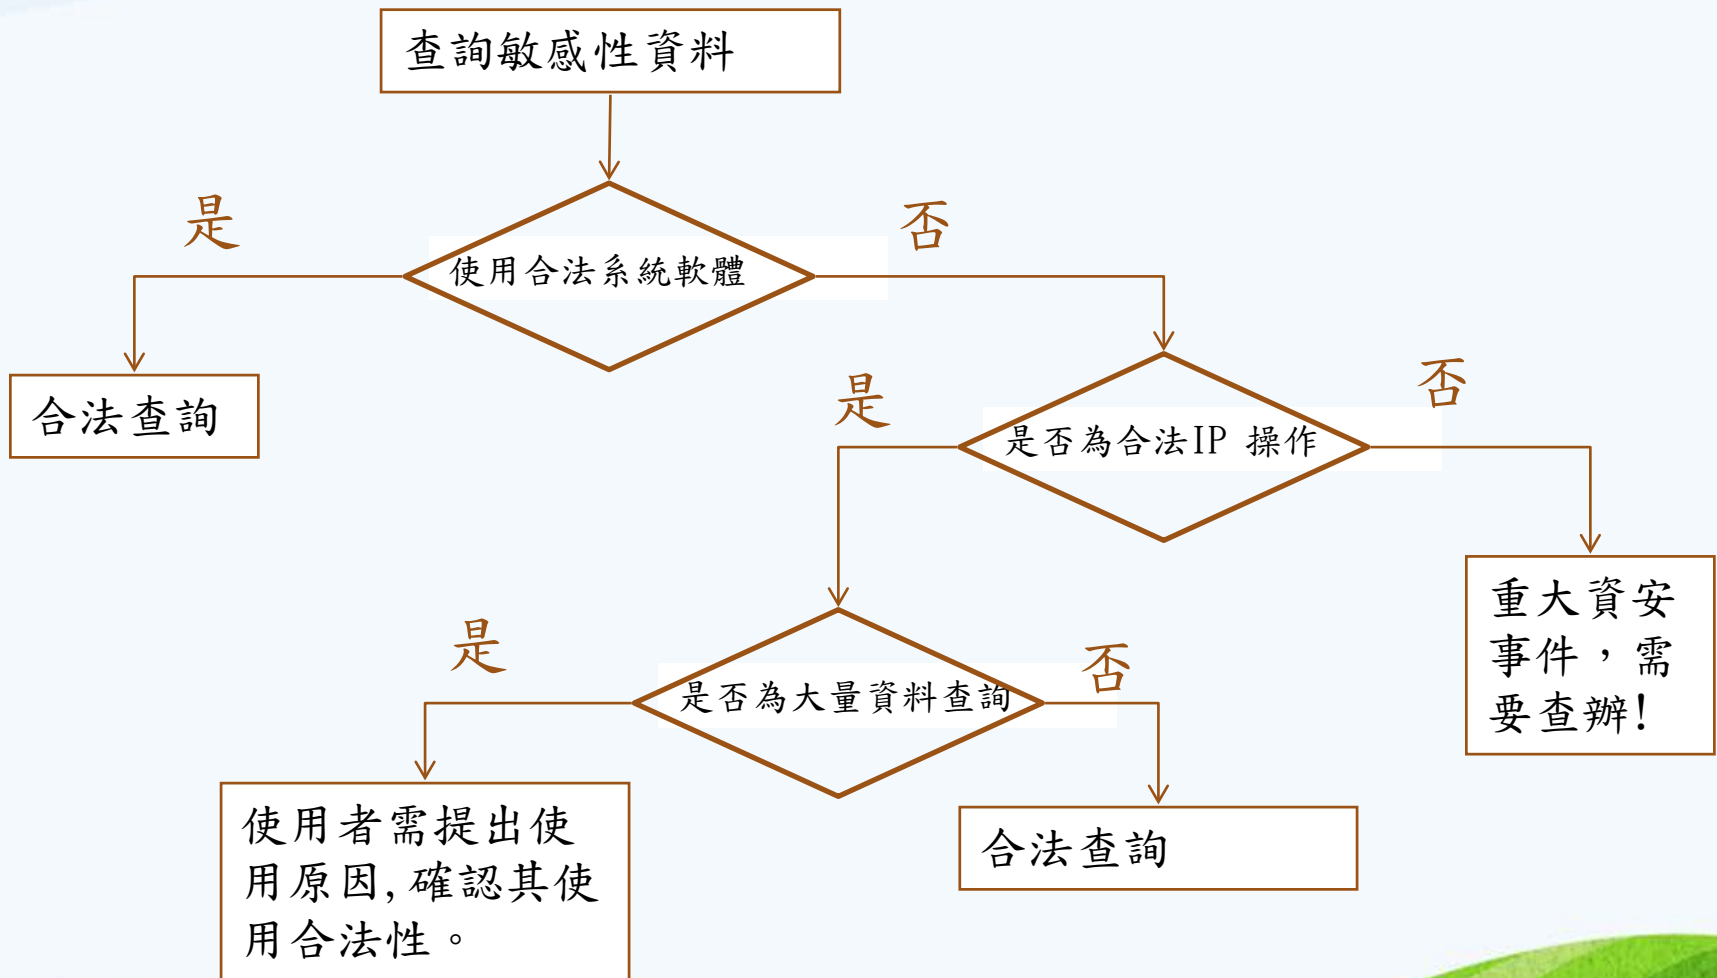 查詢敏感性資料
是
否
使用合法系統軟體
合法查詢
是
否
是否為合法IP 操作
重大資安
事件，需
要查辦!
是
否
是否為大量資料查詢
使用者需提出使
用原因,確認其使
用合法性。
合法查詢